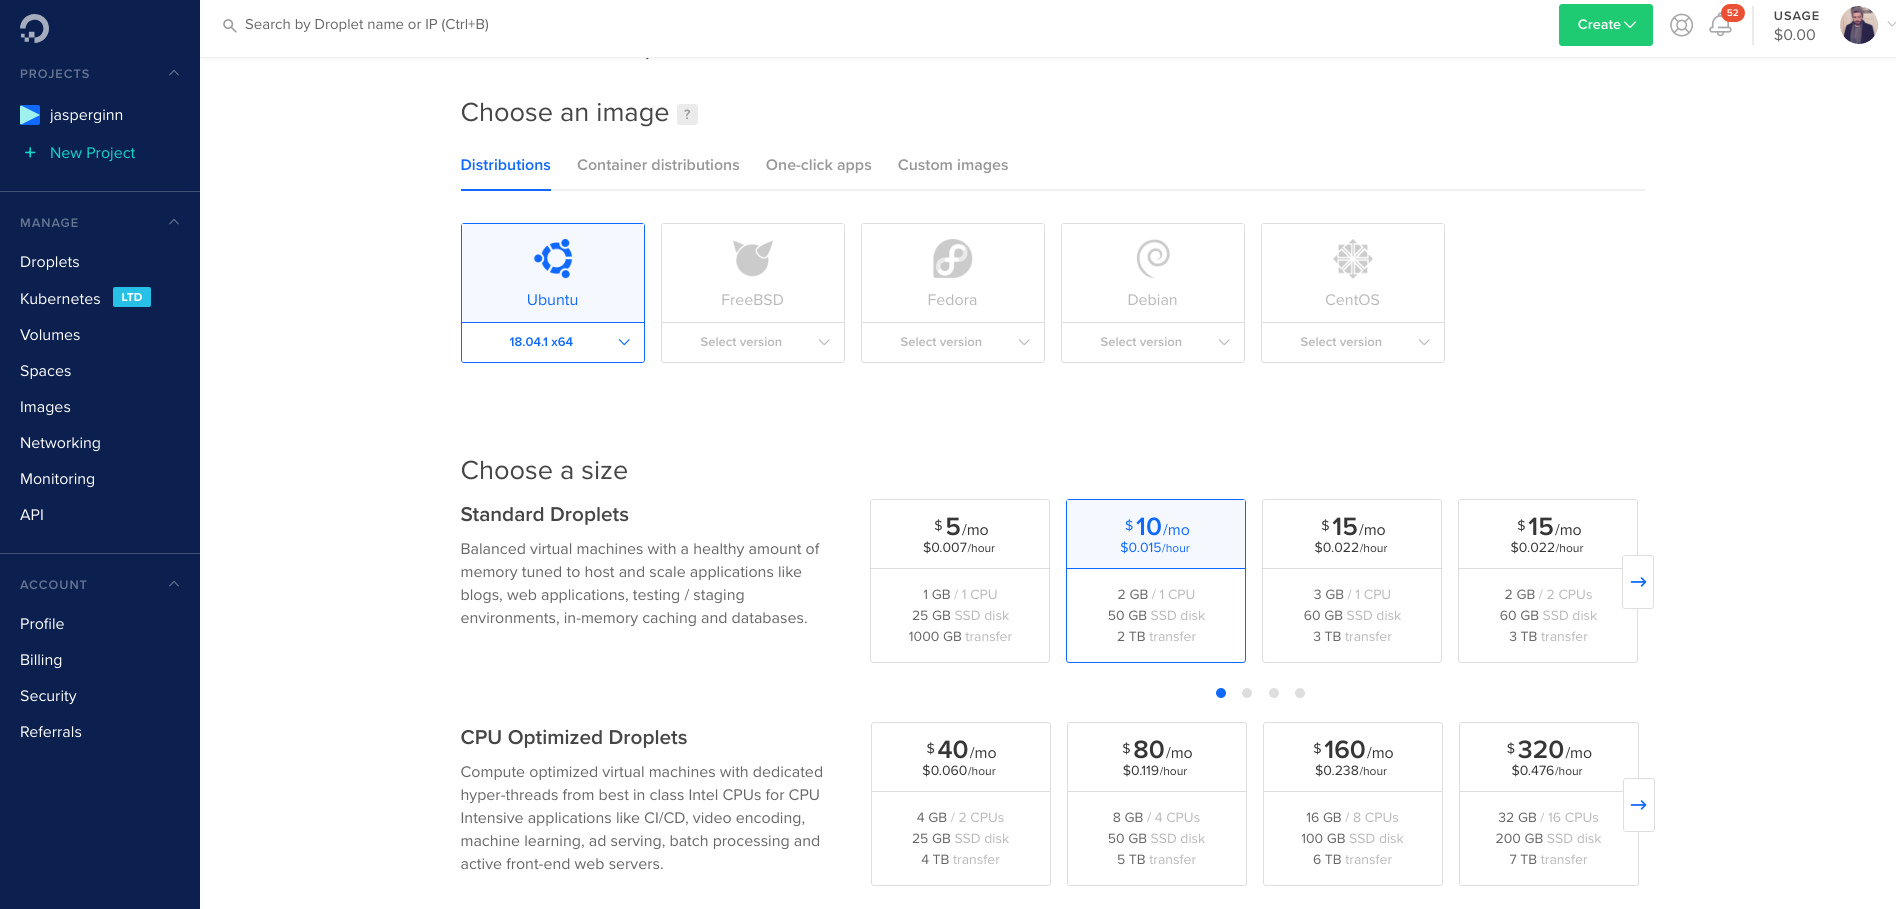 Search by Droplet name or IP (Ctrl+B)
Create
52
USAGE
$0.00
PROJECTS
jasperginn
+ New Project
MANAGE
Droplets
Kubernetes LTD
Volumes
Spaces
Images
Networking
Monitoring
API
ACCOUNT
Profile
Billing
Security
Referrals
Choose an image ?
Distributions Container distributions One-click apps Custom images
Ubuntu FreeBSD Fedora Debian CentOS
18.04.1 x64 Select version Select version Select version Select version
Choose a size
Standard Droplets
Balanced virtual machines with a healthy amount of
memory tuned to host and scale applications like
blogs, web applications, testing / staging
environments, in-memory caching and databases.
$5/mo
$0.007/hour
1 GB / 1 CPU
25 GB SSD disk
1000 GB transfer
$10/mo
$0.015/hour
2 GB / 1 CPU
50 GB SSD disk
2 TB transfer
$15/mo
$0.022/hour
3 GB / 1 CPU
60 GB SSD disk
3 TB transfer
$15/mo
$0.022/hour
2 GB / 2 CPUs
60 GB SSD disk
3 TB transfer
CPU Optimized Droplets
Compute optimized virtual machines with dedicated
hyper-threads from best in class Intel CPUs for CPU
Intensive applications like CI/CD, video encoding,
machine learning, ad serving, batch processing and
active front-end web servers.
$40/mo
$0.060/hour
4 GB / 2 CPUs
25 GB SSD disk
4 TB transfer
$80/mo
$0.119/hour
8 GB / 4 CPUs
50 GB SSD disk
5 TB transfer
$160/mo
$0.238/hour
16 GB / 8 CPUs
100 GB SSD disk
6 TB transfer
$320/mo
$0.476/hour
32 GB / 16 CPUs
200 GB SSD disk
7 TB transfer